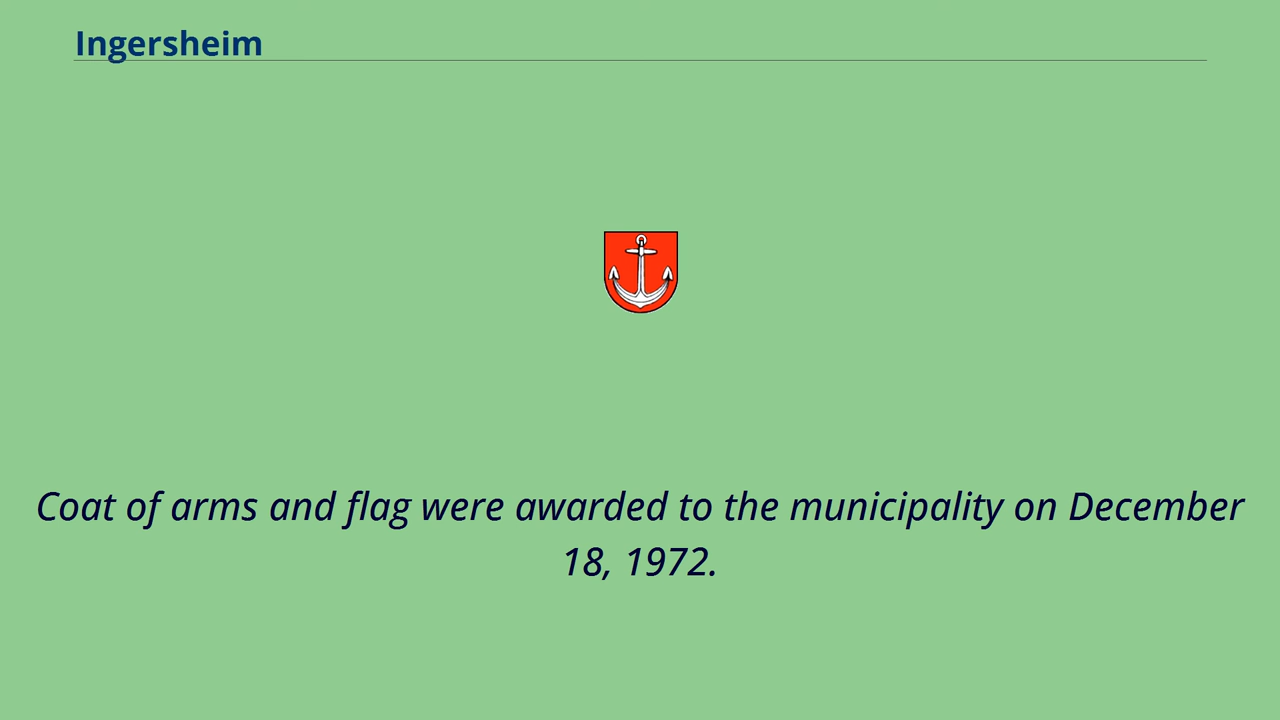 Ingersheim
Coat of arms and flag were awarded to the municipality on December
18, 1972.